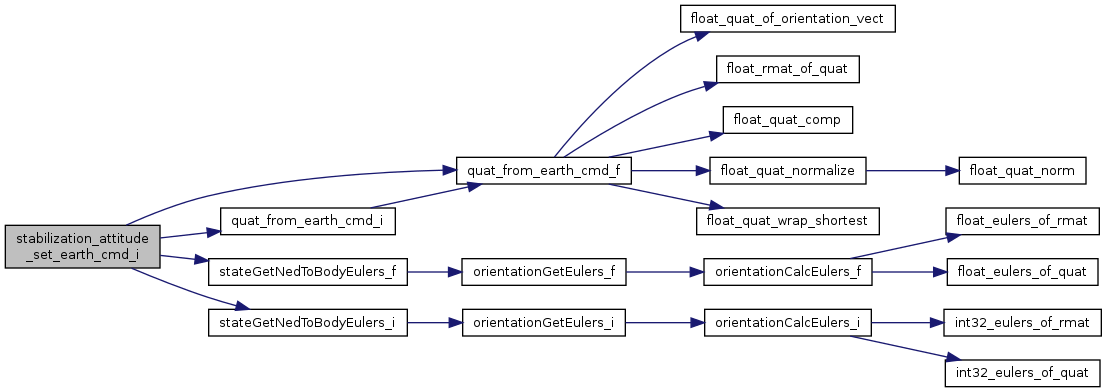 float_quat_of_orientation_vect
float_rmat_of_quat
float_quat_comp
quat_from_earth_cmd_f
float_quat_normalize
float_quat_norm
quat_from_earth_cmd_i
float_quat_wrap_shortest
float_eulers_of_rmat
stabilization_attitude
_set_earth_cmd_i
stateGetNedToBodyEulers_f
orientationGetEulers_f
orientationCalcEulers_f
float_eulers_of_quat
stateGetNedToBodyEulers_i
orientationGetEulers_i
orientationCalcEulers_i
int32_eulers_of_rmat
int32_eulers_of_quat